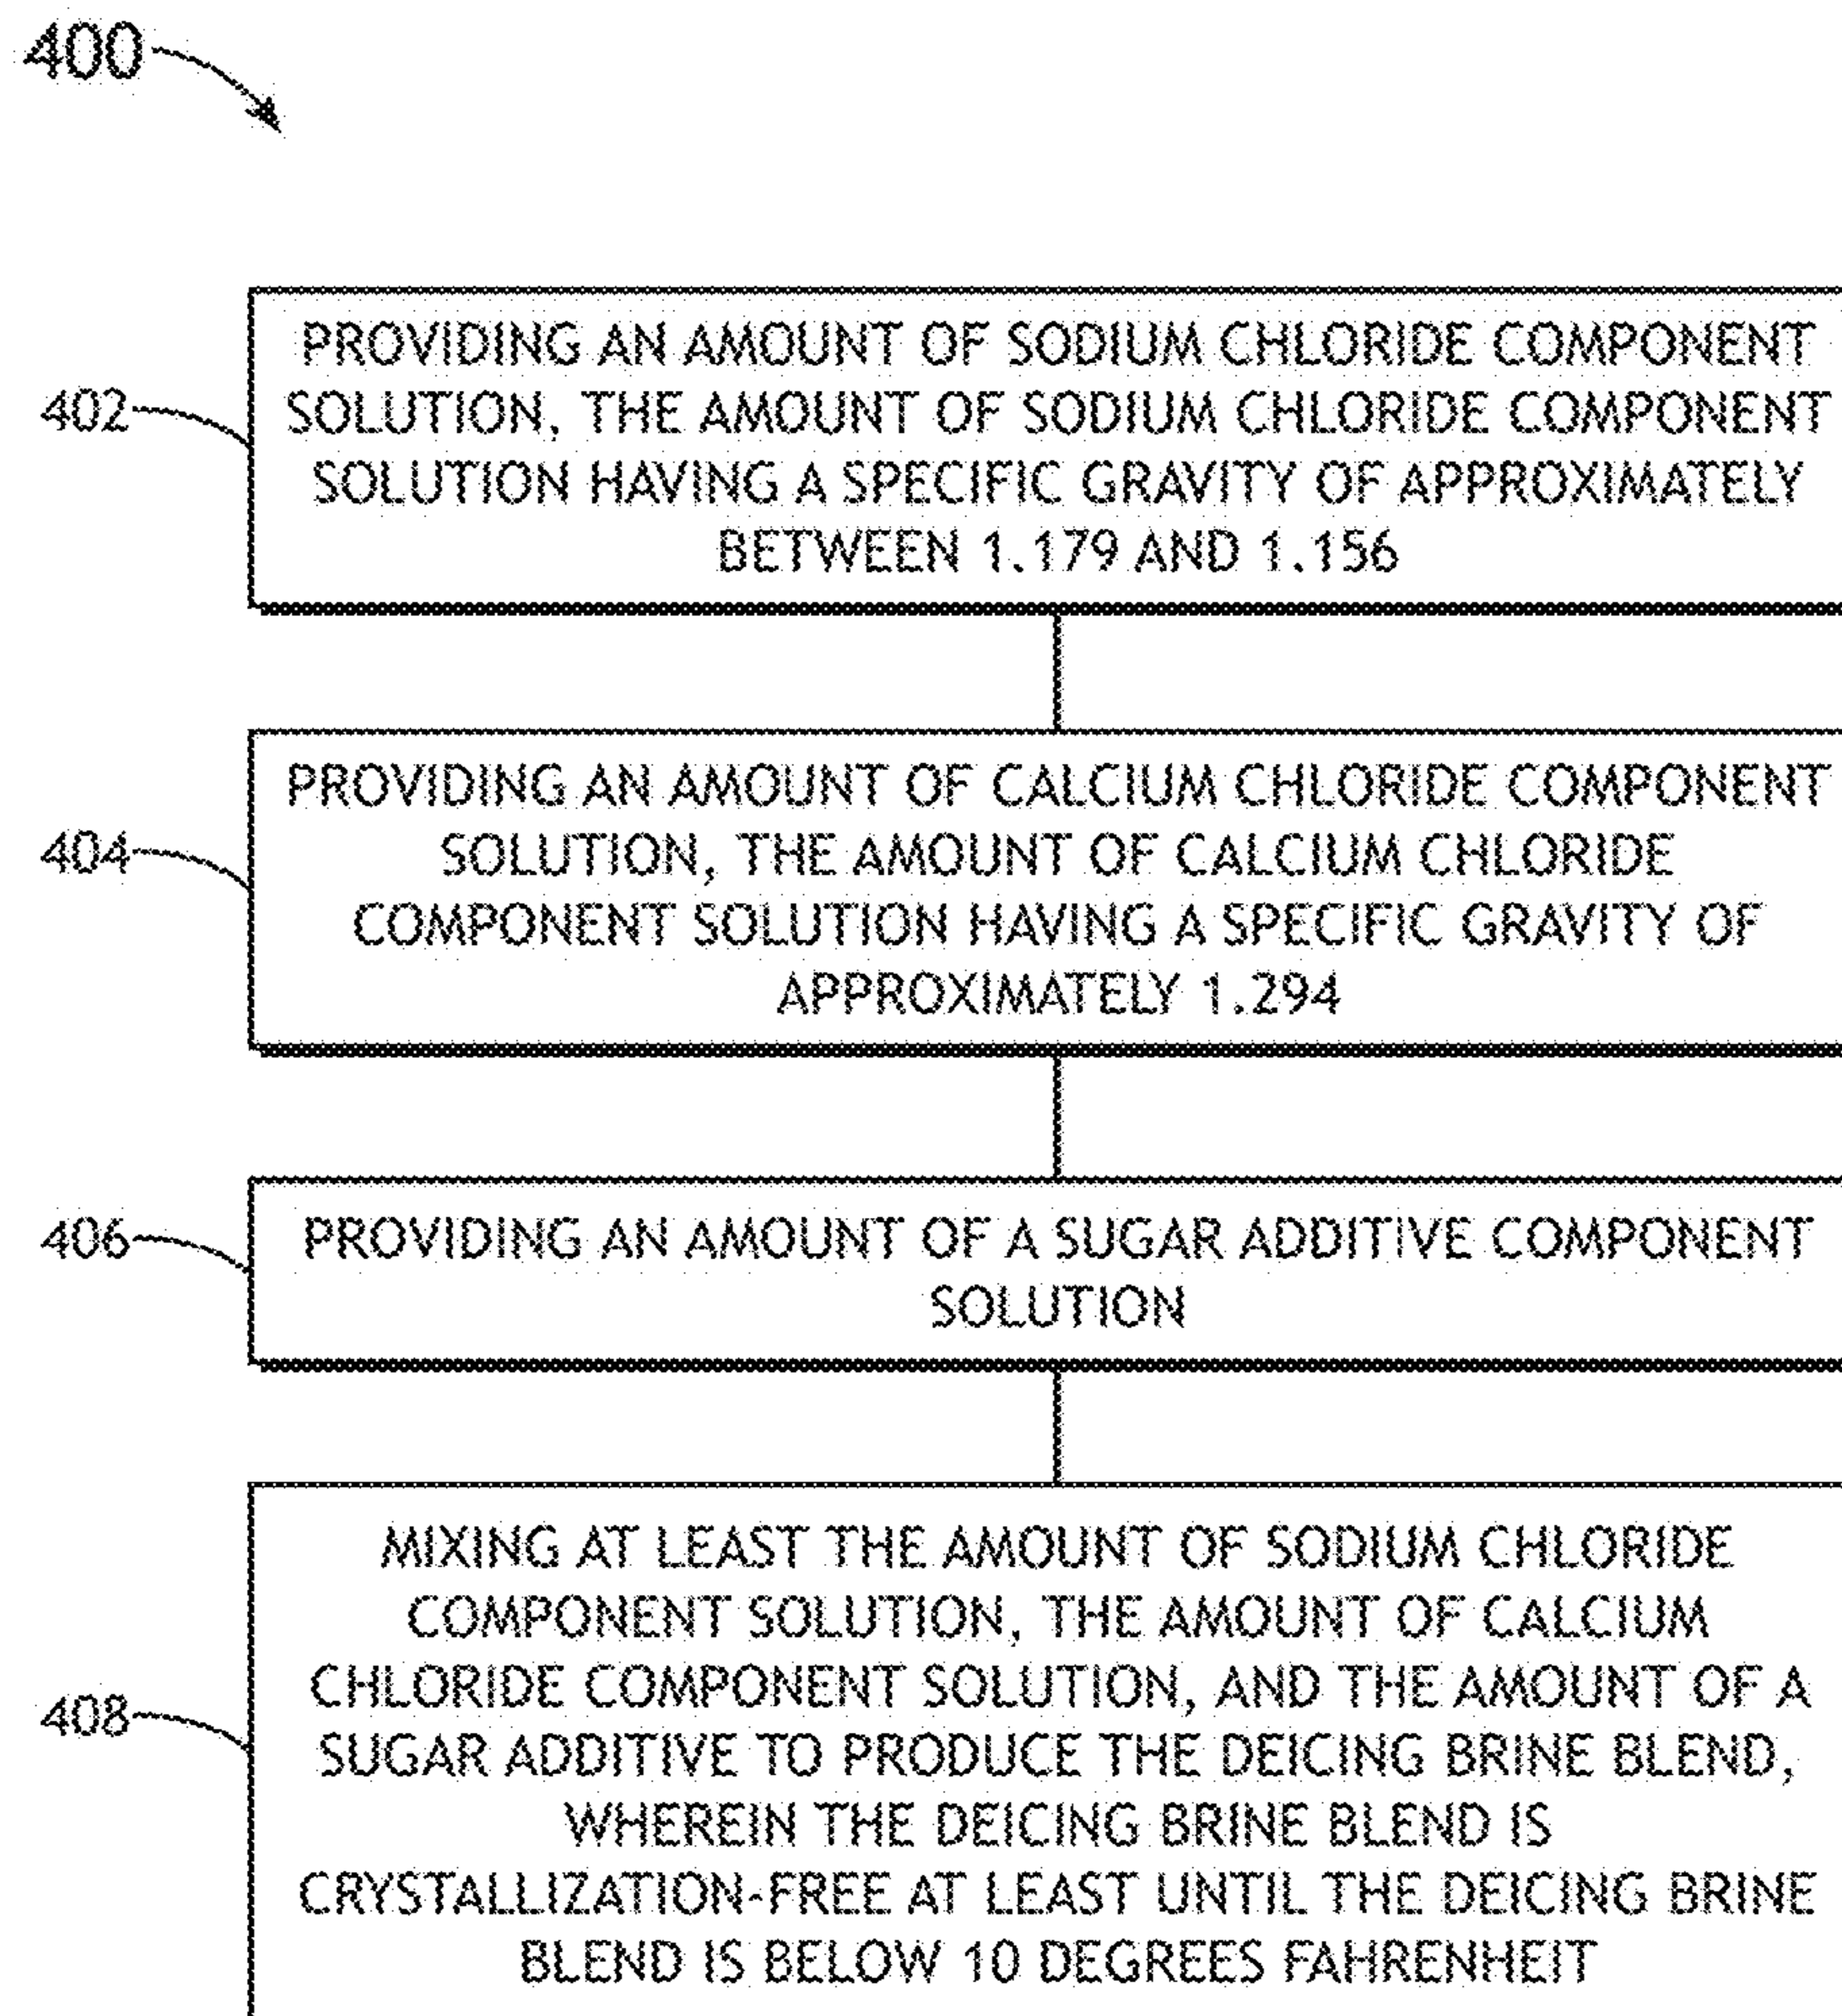 400
402
PROVIDING AN AMOUNT OF SODIUM CHLORIDE COMPONENT
SOLUTION, THE AMOUNT OF SODIUM CHLORIDE COMPONENT
SOLUTION HAVING A SPECIFIC GRAVITY OF APPROXIMATELY
BETWEEN 1.179 AND 1.156
404
PROVIDING AN AMOUNT OF CALCIUM CHLORIDE COMPONENT
SOLUTION, THE AMOUNT OF CALCIUM CHLORIDE
COMPONENT SOLUTION HAVING A SPECIFIC GRAVITY OF
APPROXIMATELY 1.294
406
PROVIDING AN AMOUNT OF A SUGAR ADDITIVE COMPONENT
SOLUTION
408
MIXING AT LEAST THE AMOUNT OF SODIUM CHLORIDE
COMPONENT SOLUTION, THE AMOUNT OF CALCIUM
CHLORIDE COMPONENT SOLUTION, AND THE AMOUNT OF A
SUGAR ADDITIVE TO PRODUCE THE DEICING BRINE BLEND,
WHEREIN THE DEICING BRINE BLEND IS
CRYSTALLIZATION-FREE AT LEAST UNTIL THE DEICING BRINE
BLEND IS BELOW 10 DEGREES FAHRENHEIT